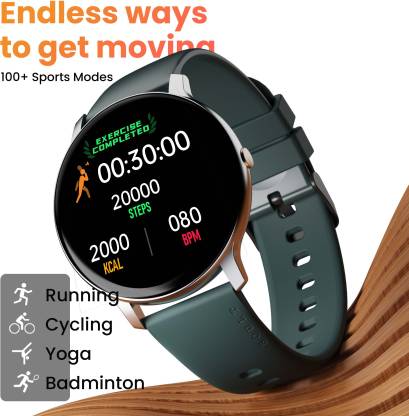 Endless ways
to get moving
100+ Sports Modes
EXERCISE
COMPLETED
00:30:00
20000
STEPS
2000
KCAL
080
BPM
Running
Cycling
Yoga
Badminton